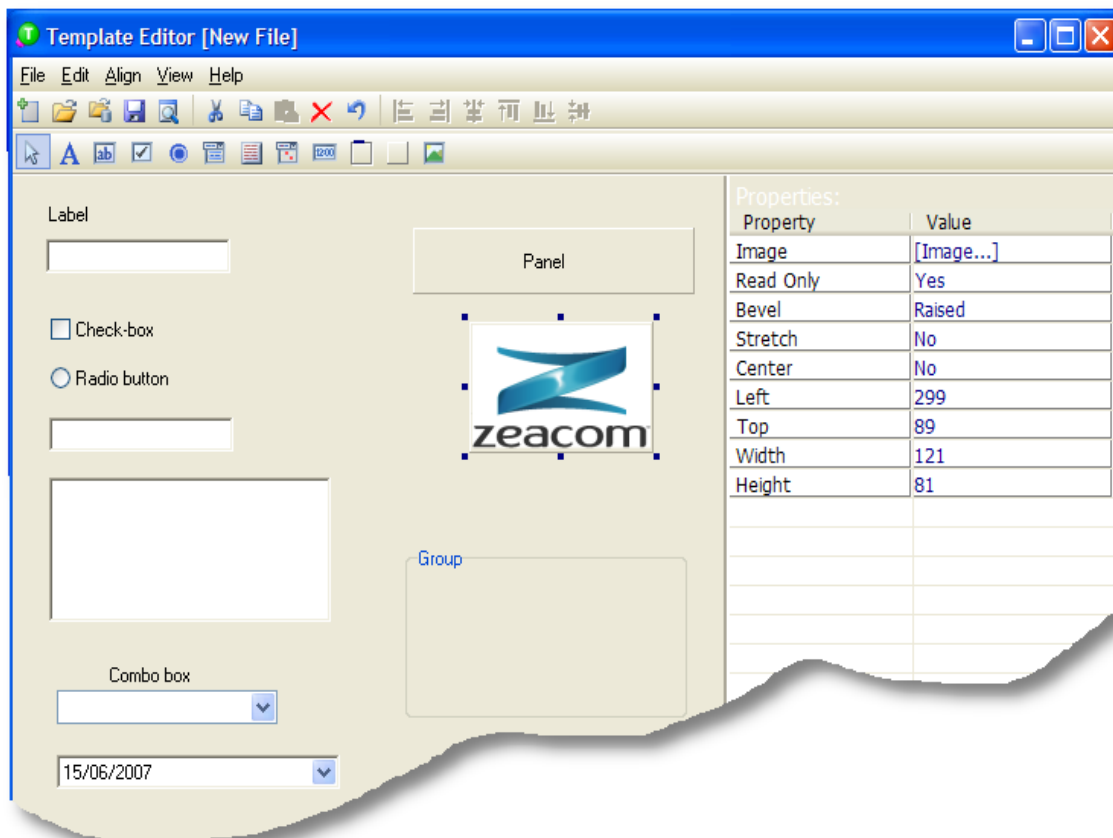 Template Editor [New File]
File Edit Align View Help
A ab 1200
Label
Panel
Check-box
Radio button
zeacom
Group
Combo box
15/06/2007
Properties:
Property Value
Image [Image...]
Read Only Yes
Bevel Raised
Stretch No
Center No
Left 299
Top 89
Width 121
Height 81